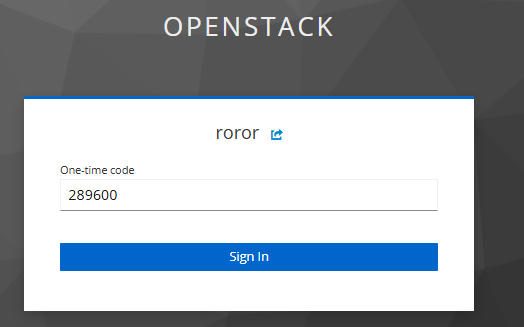 OPENSTACK
roror
One-time code
289600
Sign In